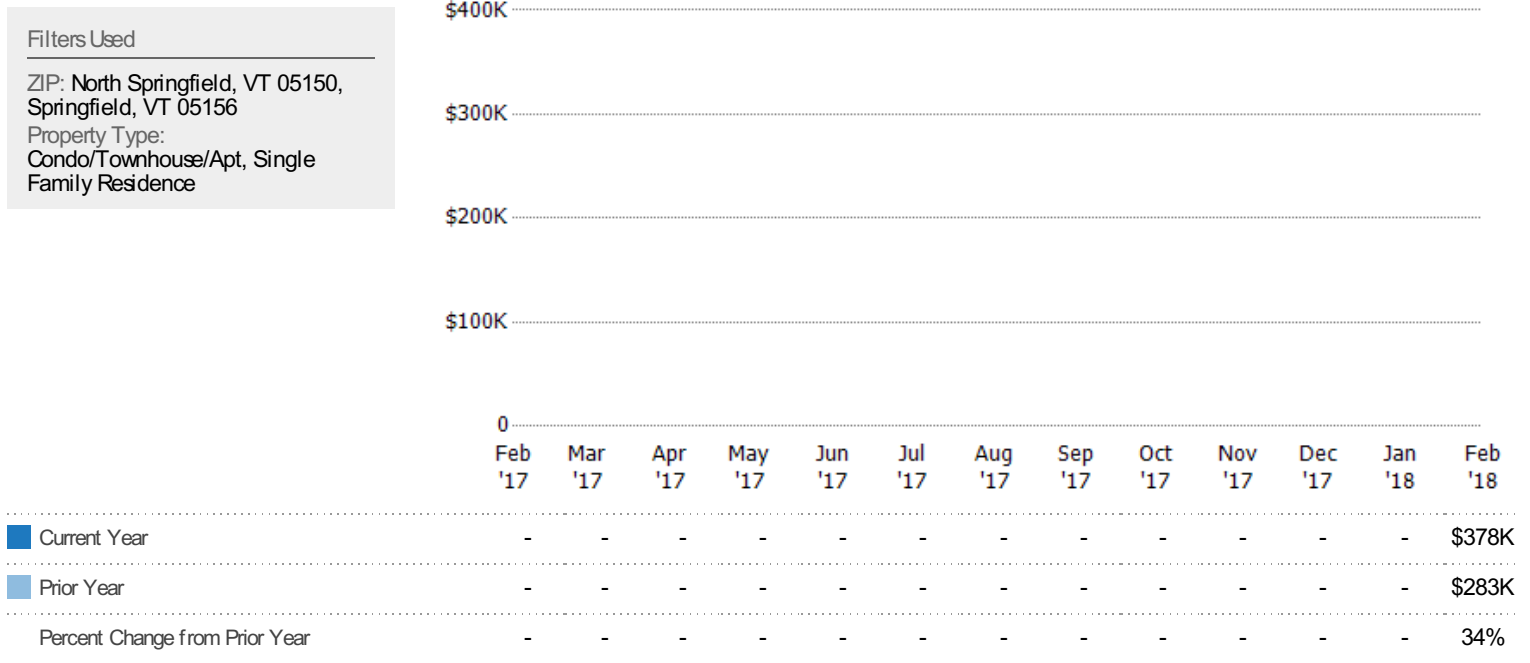 Filters Used
ZIP: North Springfield, VT 05150,
Springfield, VT 05156
Property Type:
Condo/Townhouse/Apt, Single
Family Residence
$400K
$300K
$200K
$100K
0
Feb Mar Apr May Jun Jul Aug Sep Oct Nov Dec Jan Feb
'17 '17 '17 '17 '17 '17 '17 '17 '17 '17 '17 '18 '18
Current Year - - - - - - - - - - - - $378K
Prior Year - - - - - - - - - - - - $283K
Percent Change from Prior Year - - - - - - - - - - - - 34%